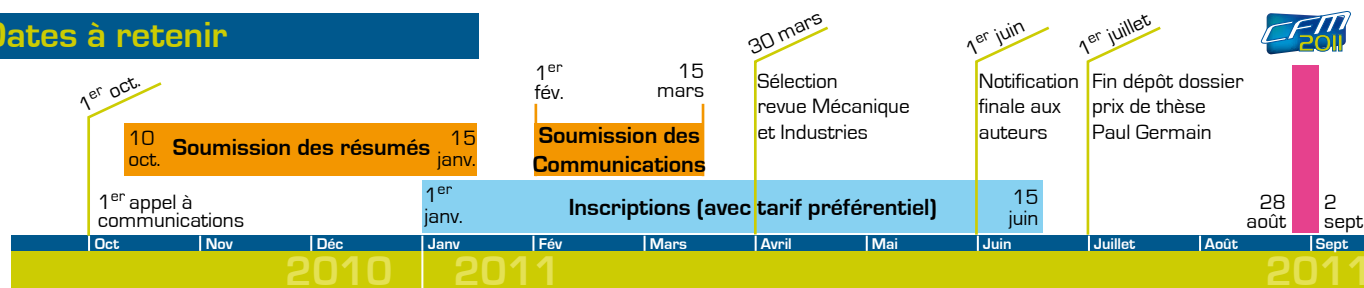 Dates à retenir
CFM
2011
1er oct.
30 mars
1er juin
1er juillet
10
oct.
Soumission des résumés
15
janv.
1er
fév.
15
mars
Soumission des
Communications
Sélection
revue Mécanique
et Industries
Notification
finale aux
auteurs
Fin dépôt dossier
prix de thèse
Paul Germain
1er appel à
communications
1er
janv.
Inscriptions (avec tarif préférentiel)
15
juin
28
août
2
sept
Oct Nov Déc Janv Fév Mars Avril Mai Juin Juillet Août Sept
2010 2011 2011